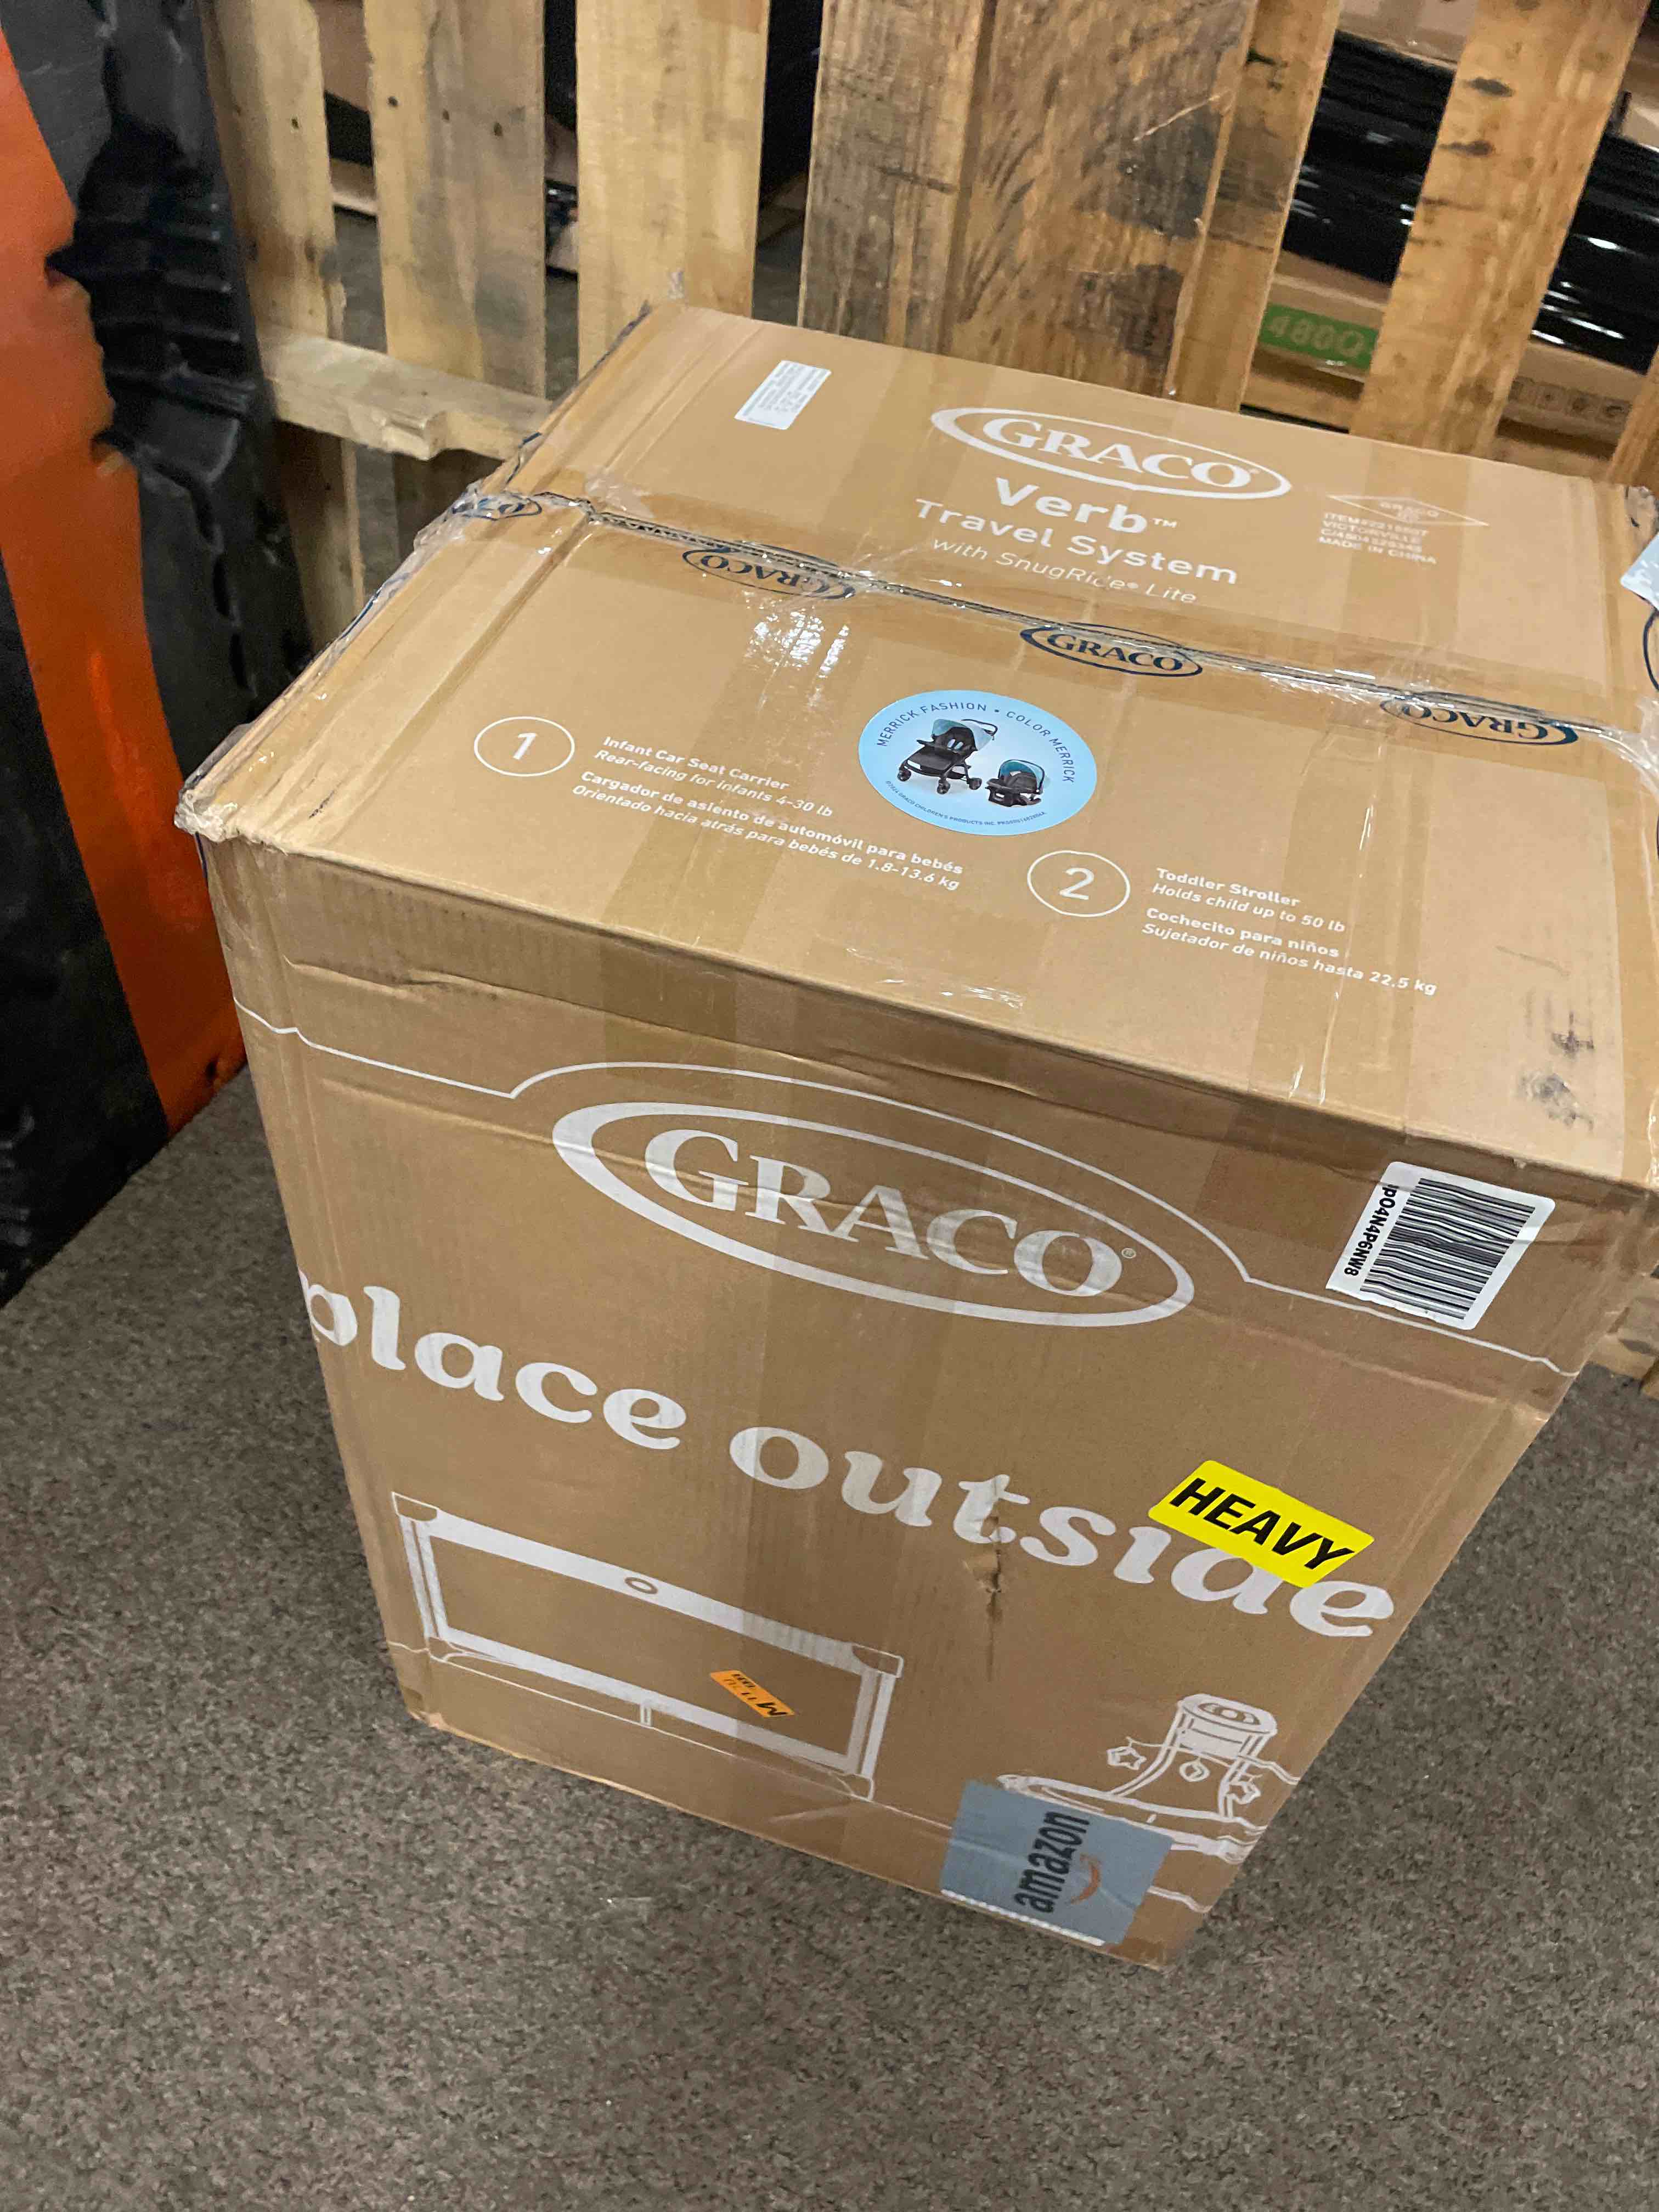 GRACO
Verb™
Travel System
with SnugRide® Lite
GRACO
VICTORVILLE
MADE IN CHINA
GRACO
GRACO
GRACO
MERRICK FASHION • COLOR MERRICK
1
Infant Car Seat Carrier
Rear-facing for infants 4-30 lb
Cargador de asiento de automóvil para bebés
Orientado hacia atrás para bebés de 1.8-13.6 kg
2
Toddler Stroller
Holds child up to 50 lb
Cochecito para niños
Sujetador de niños hasta 22.5 kg
GRACO®
lpO4N4P6NW8
place outside
HEAVY
M
amazon